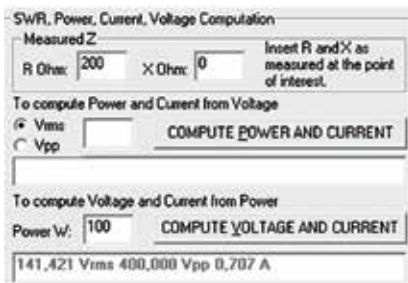 SWR, Power, Current, Voltage Computation
Measured Z
R Ohm: 200 X Ohm: 0
Insert R and X as
measured at the point
of interest.
To compute Power and Current from Voltage
Vrms
Vpp
COMPUTE POWER AND CURRENT
To compute Voltage and Current from Power
Power W: 100 COMPUTE VOLTAGE AND CURRENT
141,421 Vrms 400,000 Vpp 0,707 A